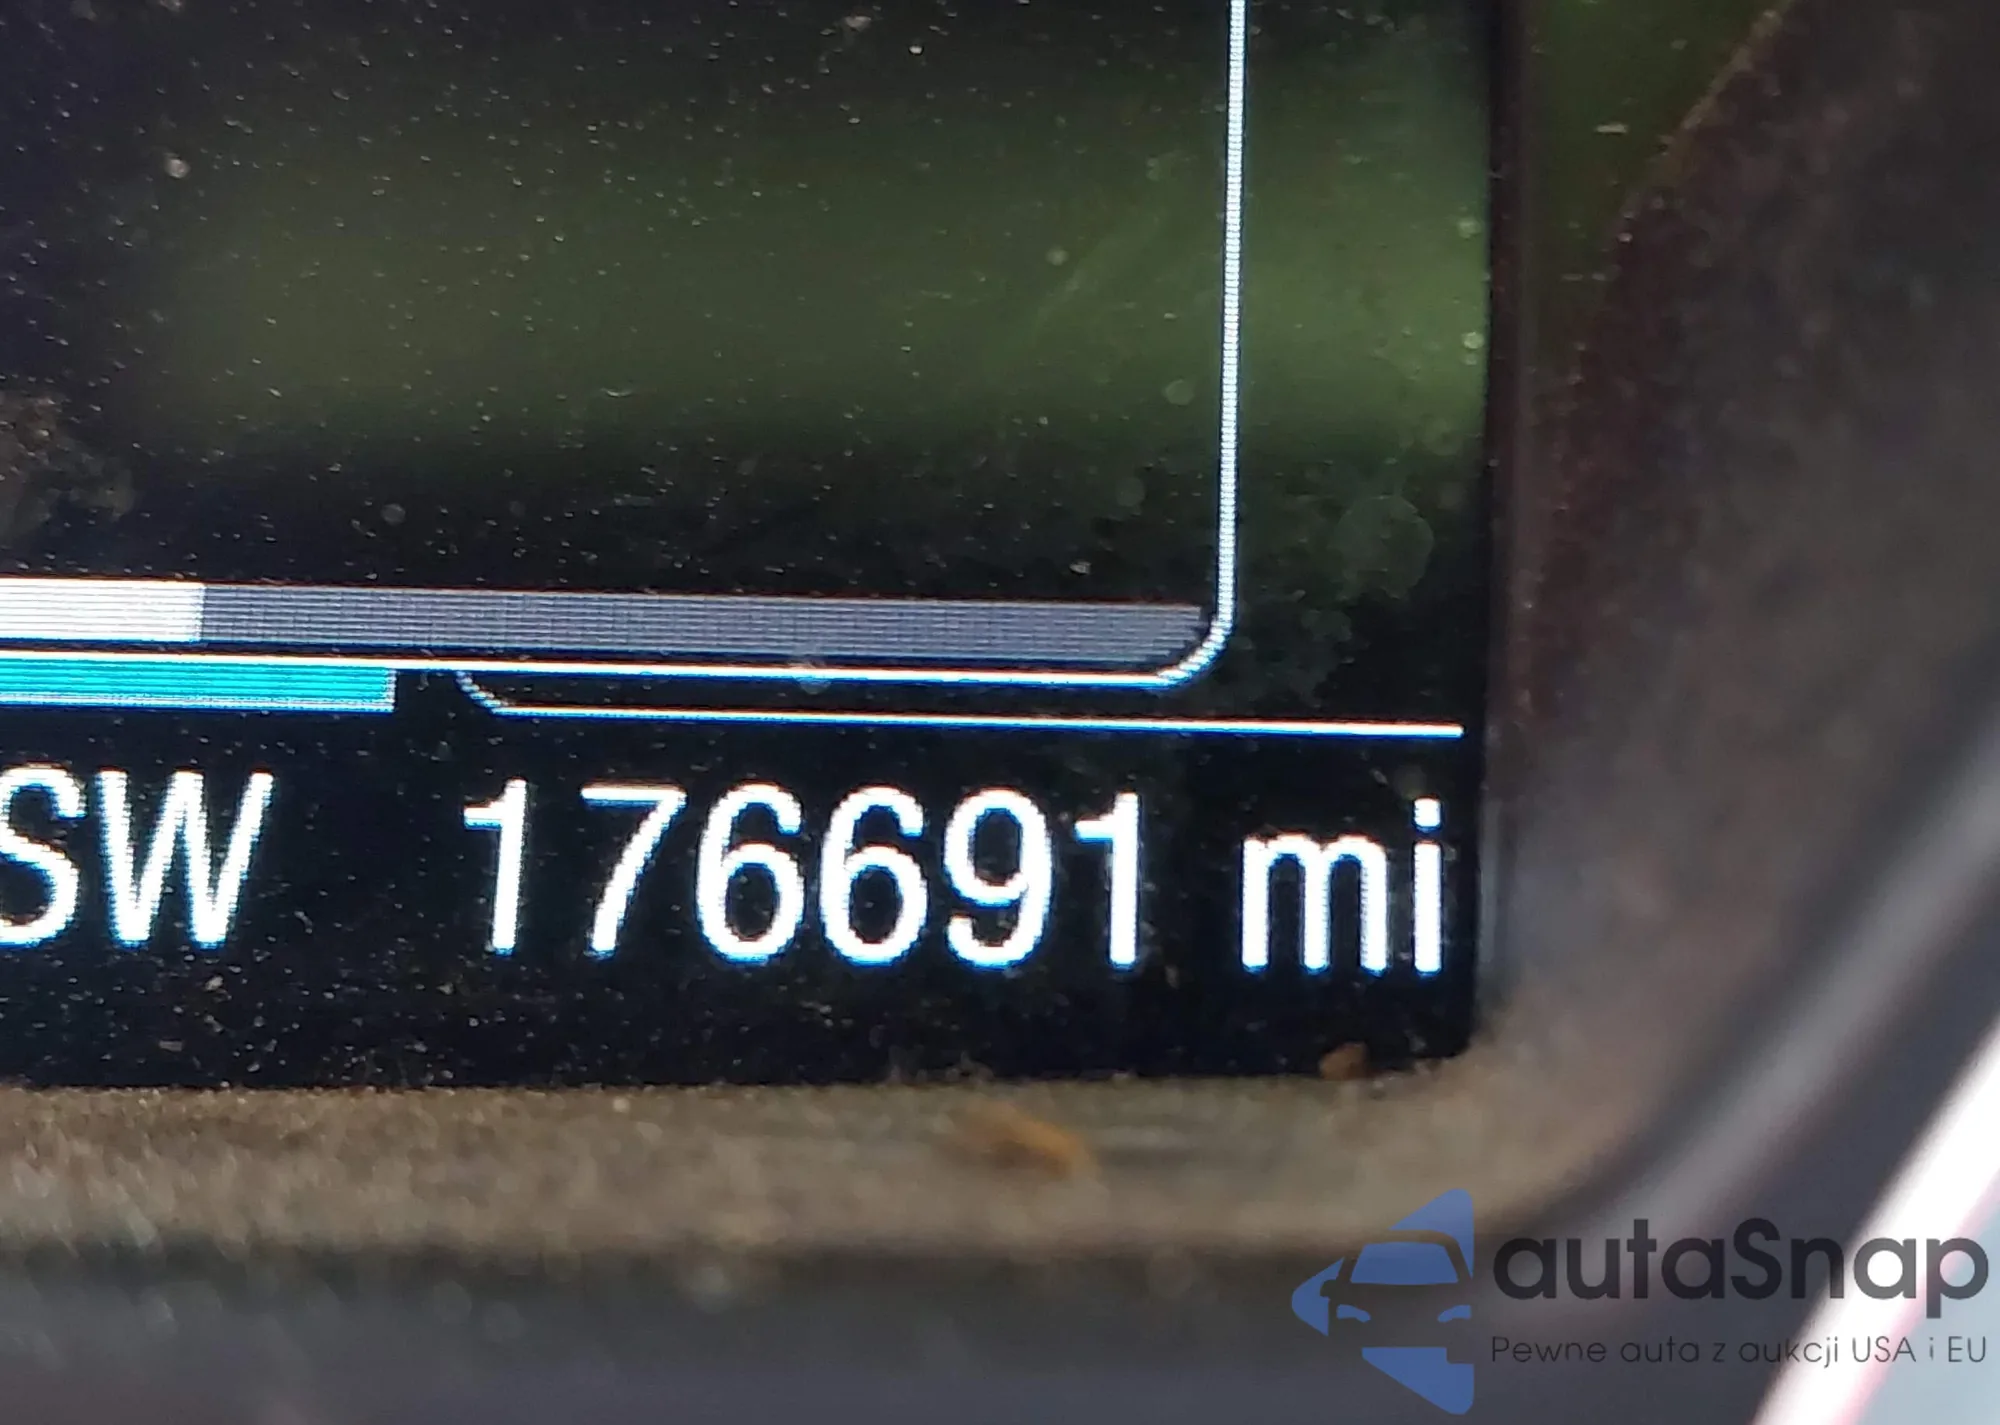 SW 176691 mi
autaSnap
Pewne auta z aukcji USA i EU